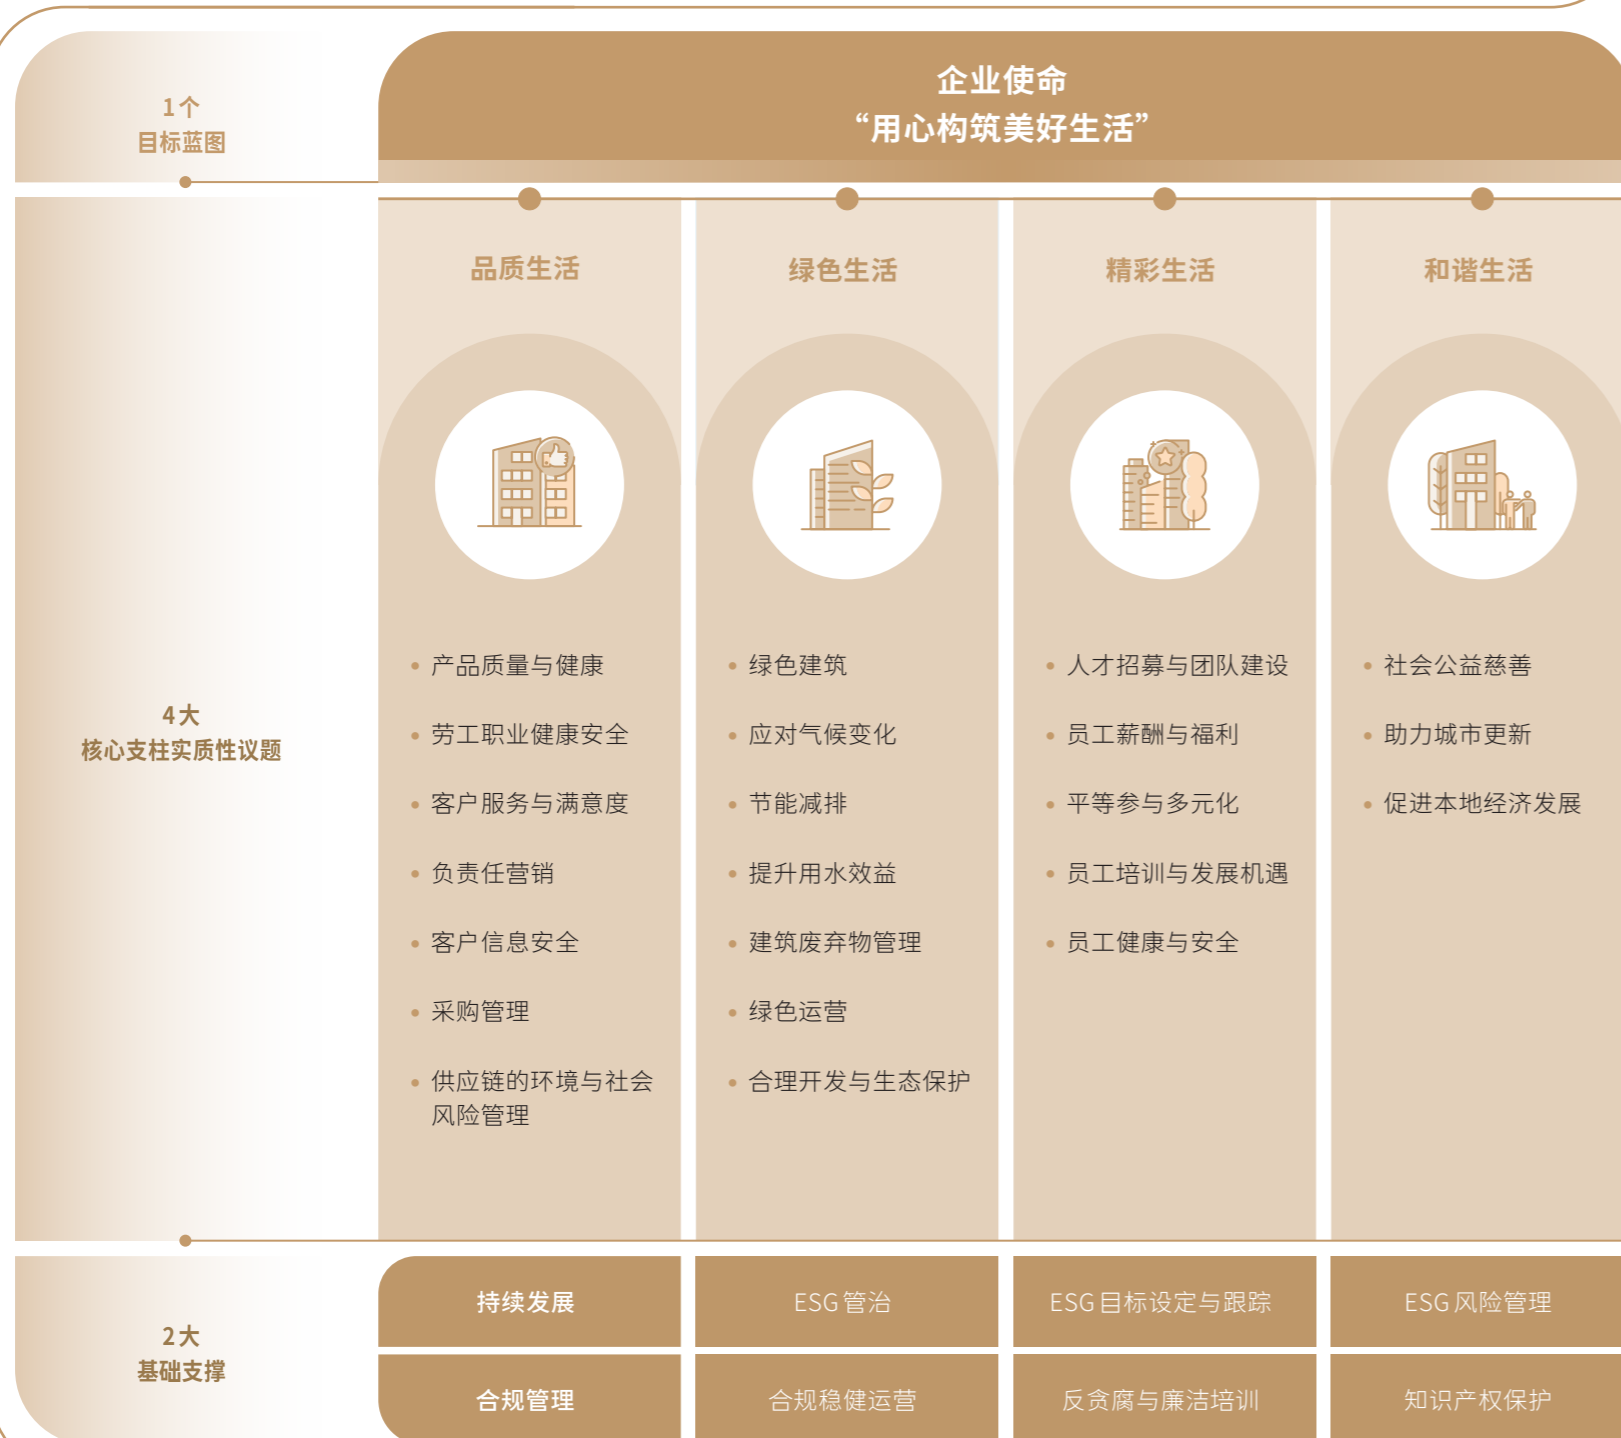 1个
目标蓝图
企业使命
“用心构筑美好生活”
4大
核心支柱实质性议题
品质生活
产品质量与健康
劳工职业健康安全
客户服务与满意度
负责任营销
客户信息安全
采购管理
供应链的环境与社会
风险管理
绿色生活
绿色建筑
应对气候变化
节能减排
提升用水效益
建筑废弃物管理
绿色运营
合理开发与生态保护
精彩生活
人才招募与团队建设
员工薪酬与福利
平等参与多元化
员工培训与发展机遇
员工健康与安全
和谐生活
社会公益慈善
助力城市更新
促进本地经济发展
2大
基础支撑
持续发展
ESG管治
ESG目标设定与跟踪
ESG风险管理
合规管理
合规稳健运营
反贪腐与廉洁培训
知识产权保护